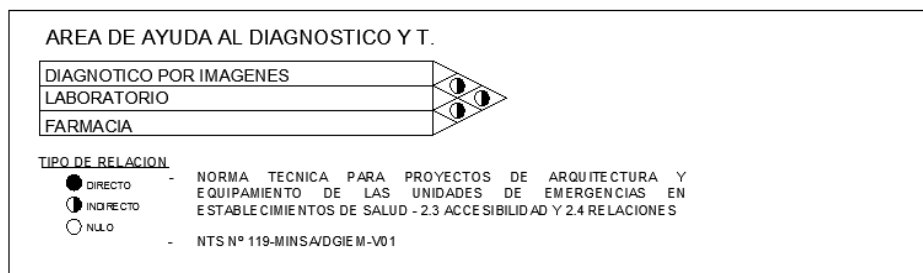 AREA DE AYUDA AL DIAGNOSTICO Y T.
DIAGNOTICO POR IMAGENES
LABORATORIO
FARMACIA
TIPO DE RELACION
DIRECTO
INDIRECTO
NULO
- NORMA TECNICA PARA PROYECTOS DE ARQUITECTURA Y
EQUIPAMIENTO DE LAS UNIDADES DE EMERGENCIAS EN
ESTABLECIMIENTOS DE SALUD - 2.3 ACCESIBILIDAD Y 2.4 RELACIONES
- NTS Nº 119-MINSA/DGIEM-V01